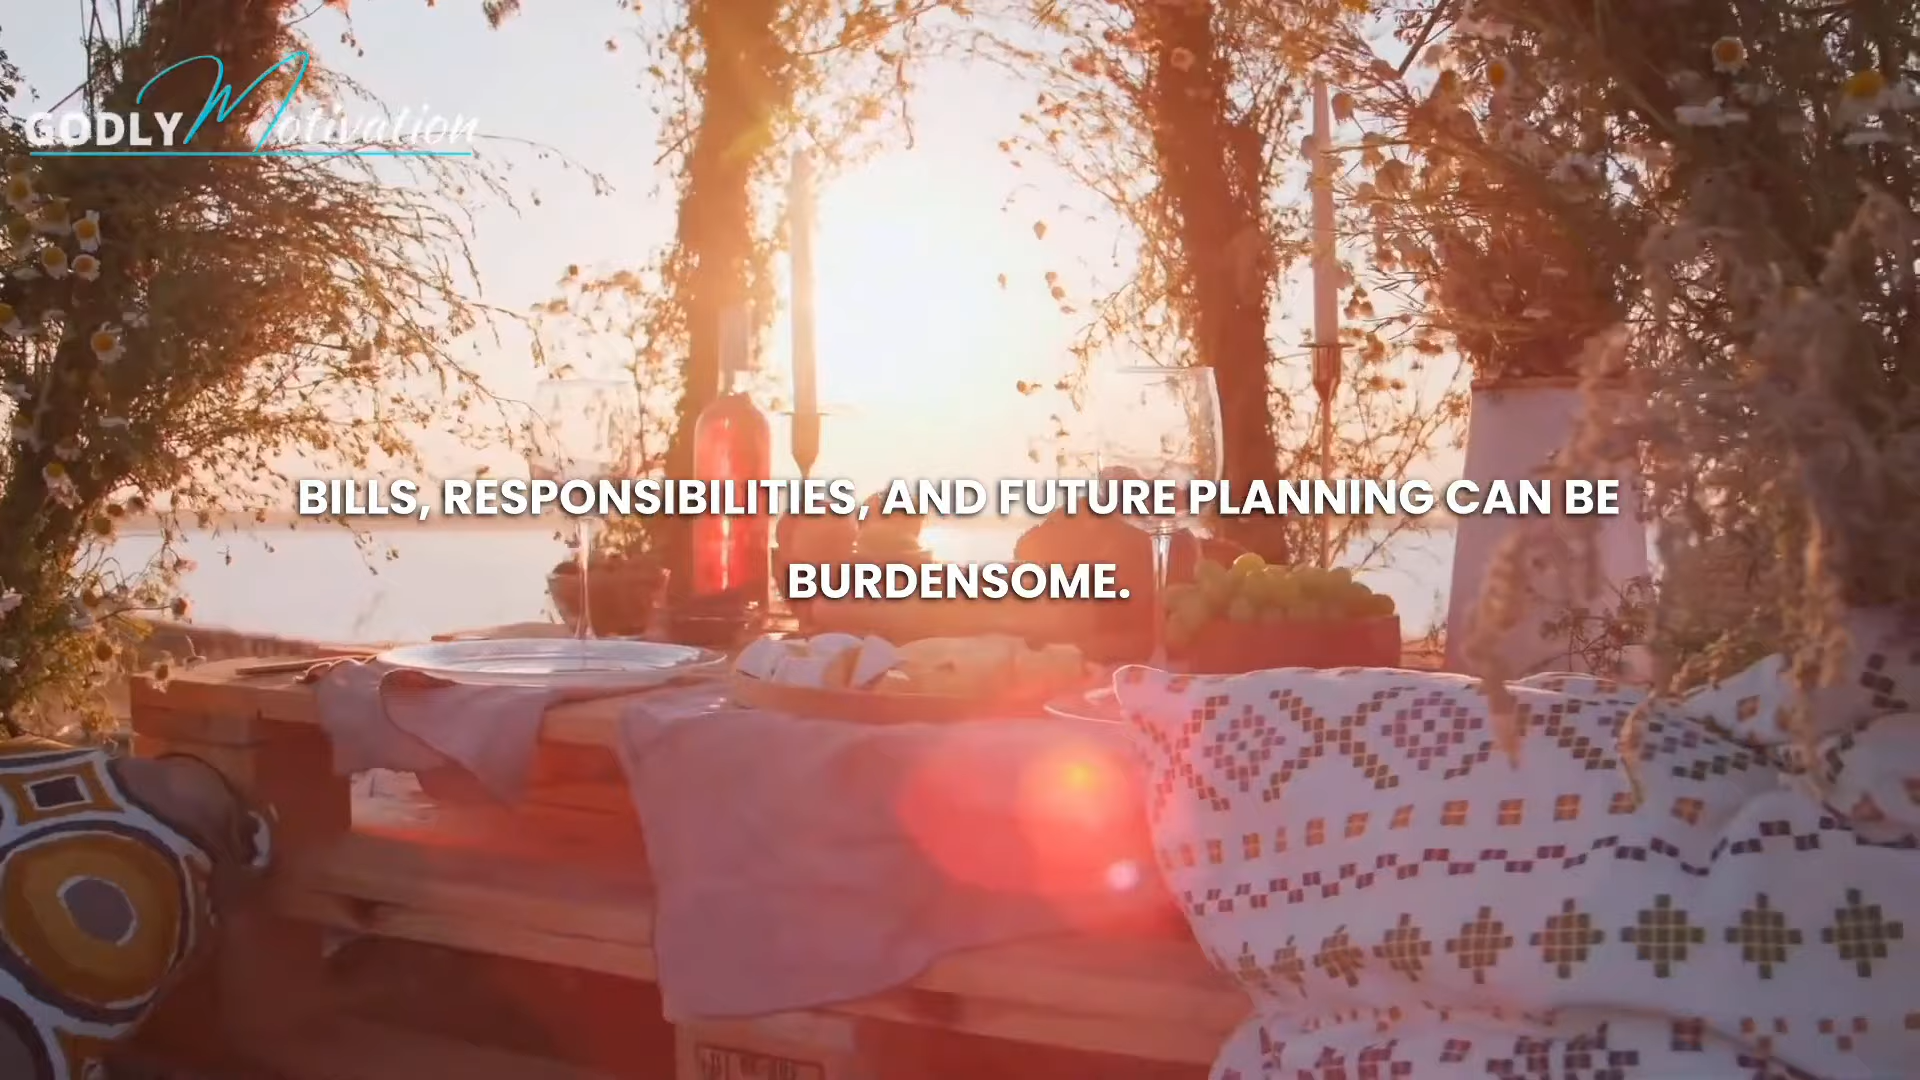 GODLY Motivation
BILLS, RESPONSIBILITIES, AND FUTURE PLANNING CAN BE
BURDENSOME.